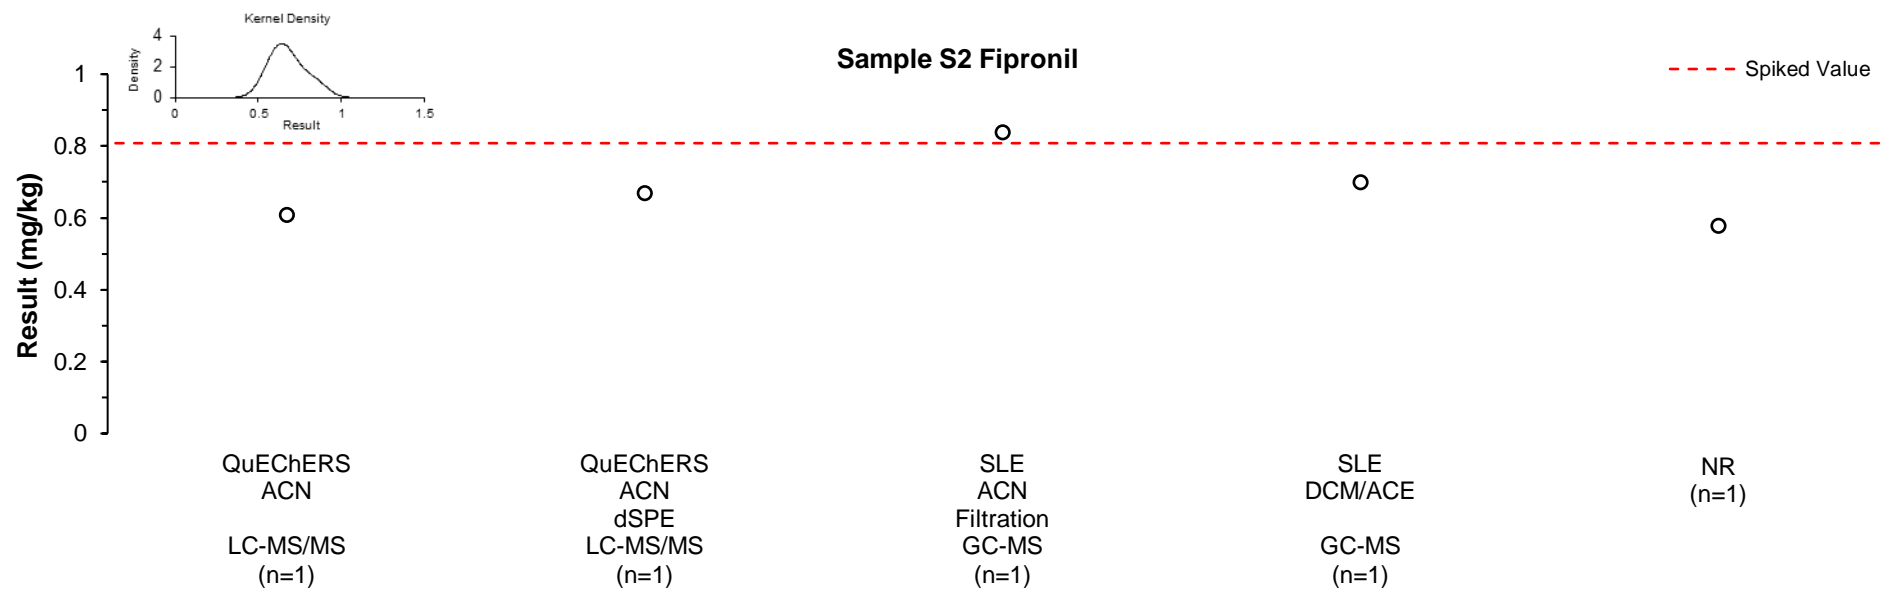 Kernel Density
Density
4
2
0
0 0.5 1 1.5
Result
Sample S2 Fipronil
Spiked Value
Result (mg/kg)
1
0.8
0.6
0.4
0.2
0
QuEChERS
ACN
LC-MS/MS
(n=1)
QuEChERS
ACN
dSPE
LC-MS/MS
(n=1)
SLE
ACN
Filtration
GC-MS
(n=1)
SLE
DCM/ACE
GC-MS
(n=1)
NR
(n=1)